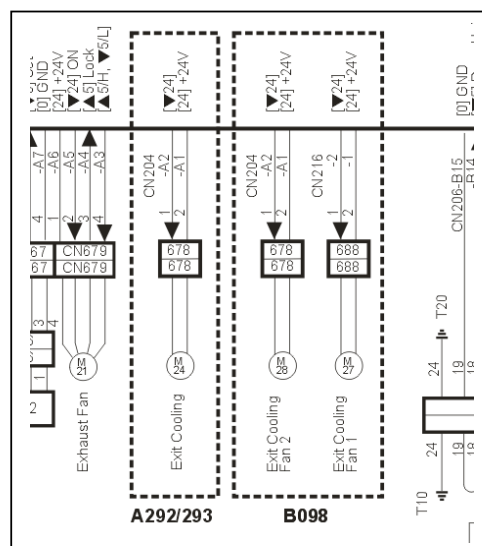 [0] GND
[24] +24V
[▼24] ON
[▲5] Lock
[▲5/H, ▼5/L]
-A7
-A6
-A5
-A4
-A3
4
1
2
3
4
67
67
CN679
CN679
3
4
1
2
M
21
Exhaust Fan
[▼24]
[24] +24V
CN204
-A2
-A1
1
2
678
678
M
24
Exit Cooling
A292/293
[▼24]
[24] +24V
CN204
-A2
-A1
1
2
678
678
M
28
Exit Cooling
Fan 2
[▼24]
[24] +24V
CN216
-2
-1
1
2
688
688
M
27
Exit Cooling
Fan 1
B098
[0] GND
CN206-B15
-B14
T20
24
19
18
24
19
18
T10